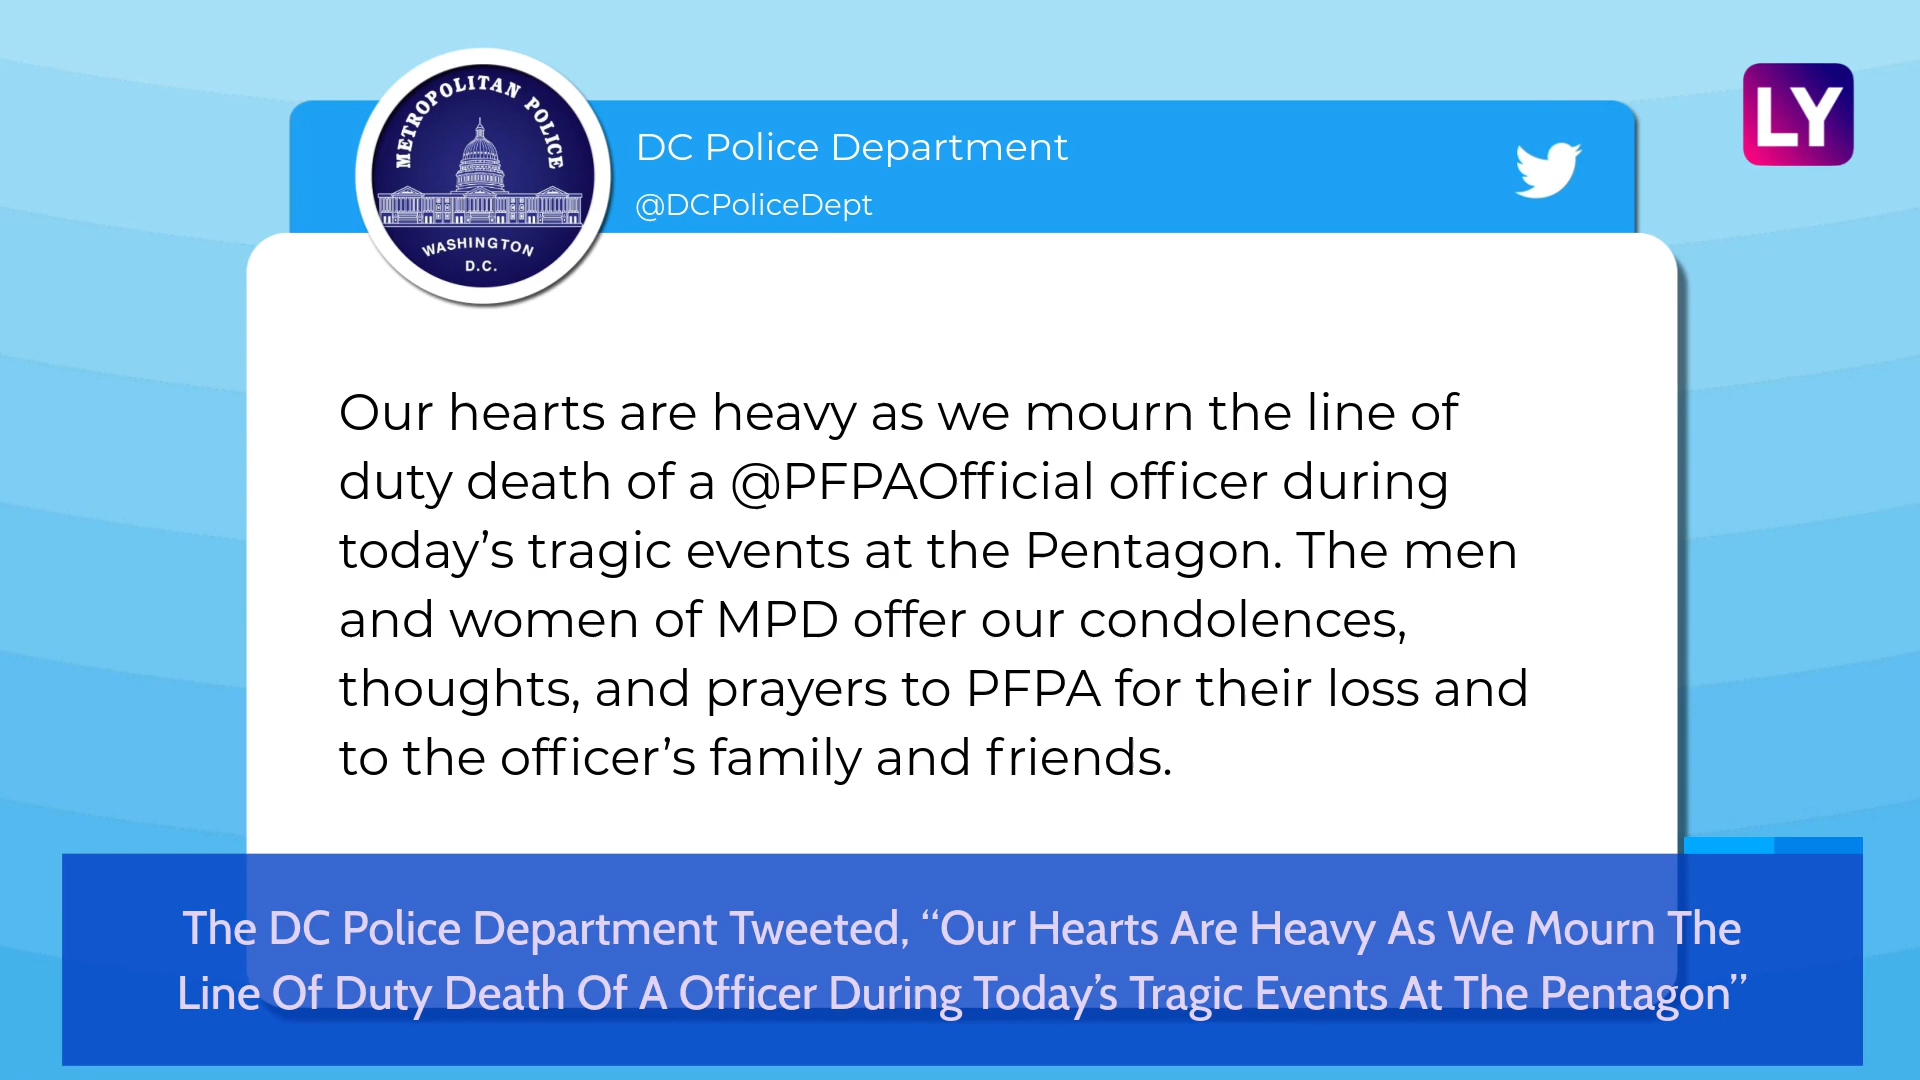 METROPOLITAN POLICE
WASHINGTON
D.C.
DC Police Department
@DCPoliceDept
LY
Our hearts are heavy as we mourn the line of
duty death of a @PFPAOfficial officer during
today’s tragic events at the Pentagon. The men
and women of MPD offer our condolences,
thoughts, and prayers to PFPA for their loss and
to the officer’s family and friends.
The DC Police Department Tweeted, “Our Hearts Are Heavy As We Mourn The
Line Of Duty Death Of A Officer During Today’s Tragic Events At The Pentagon”